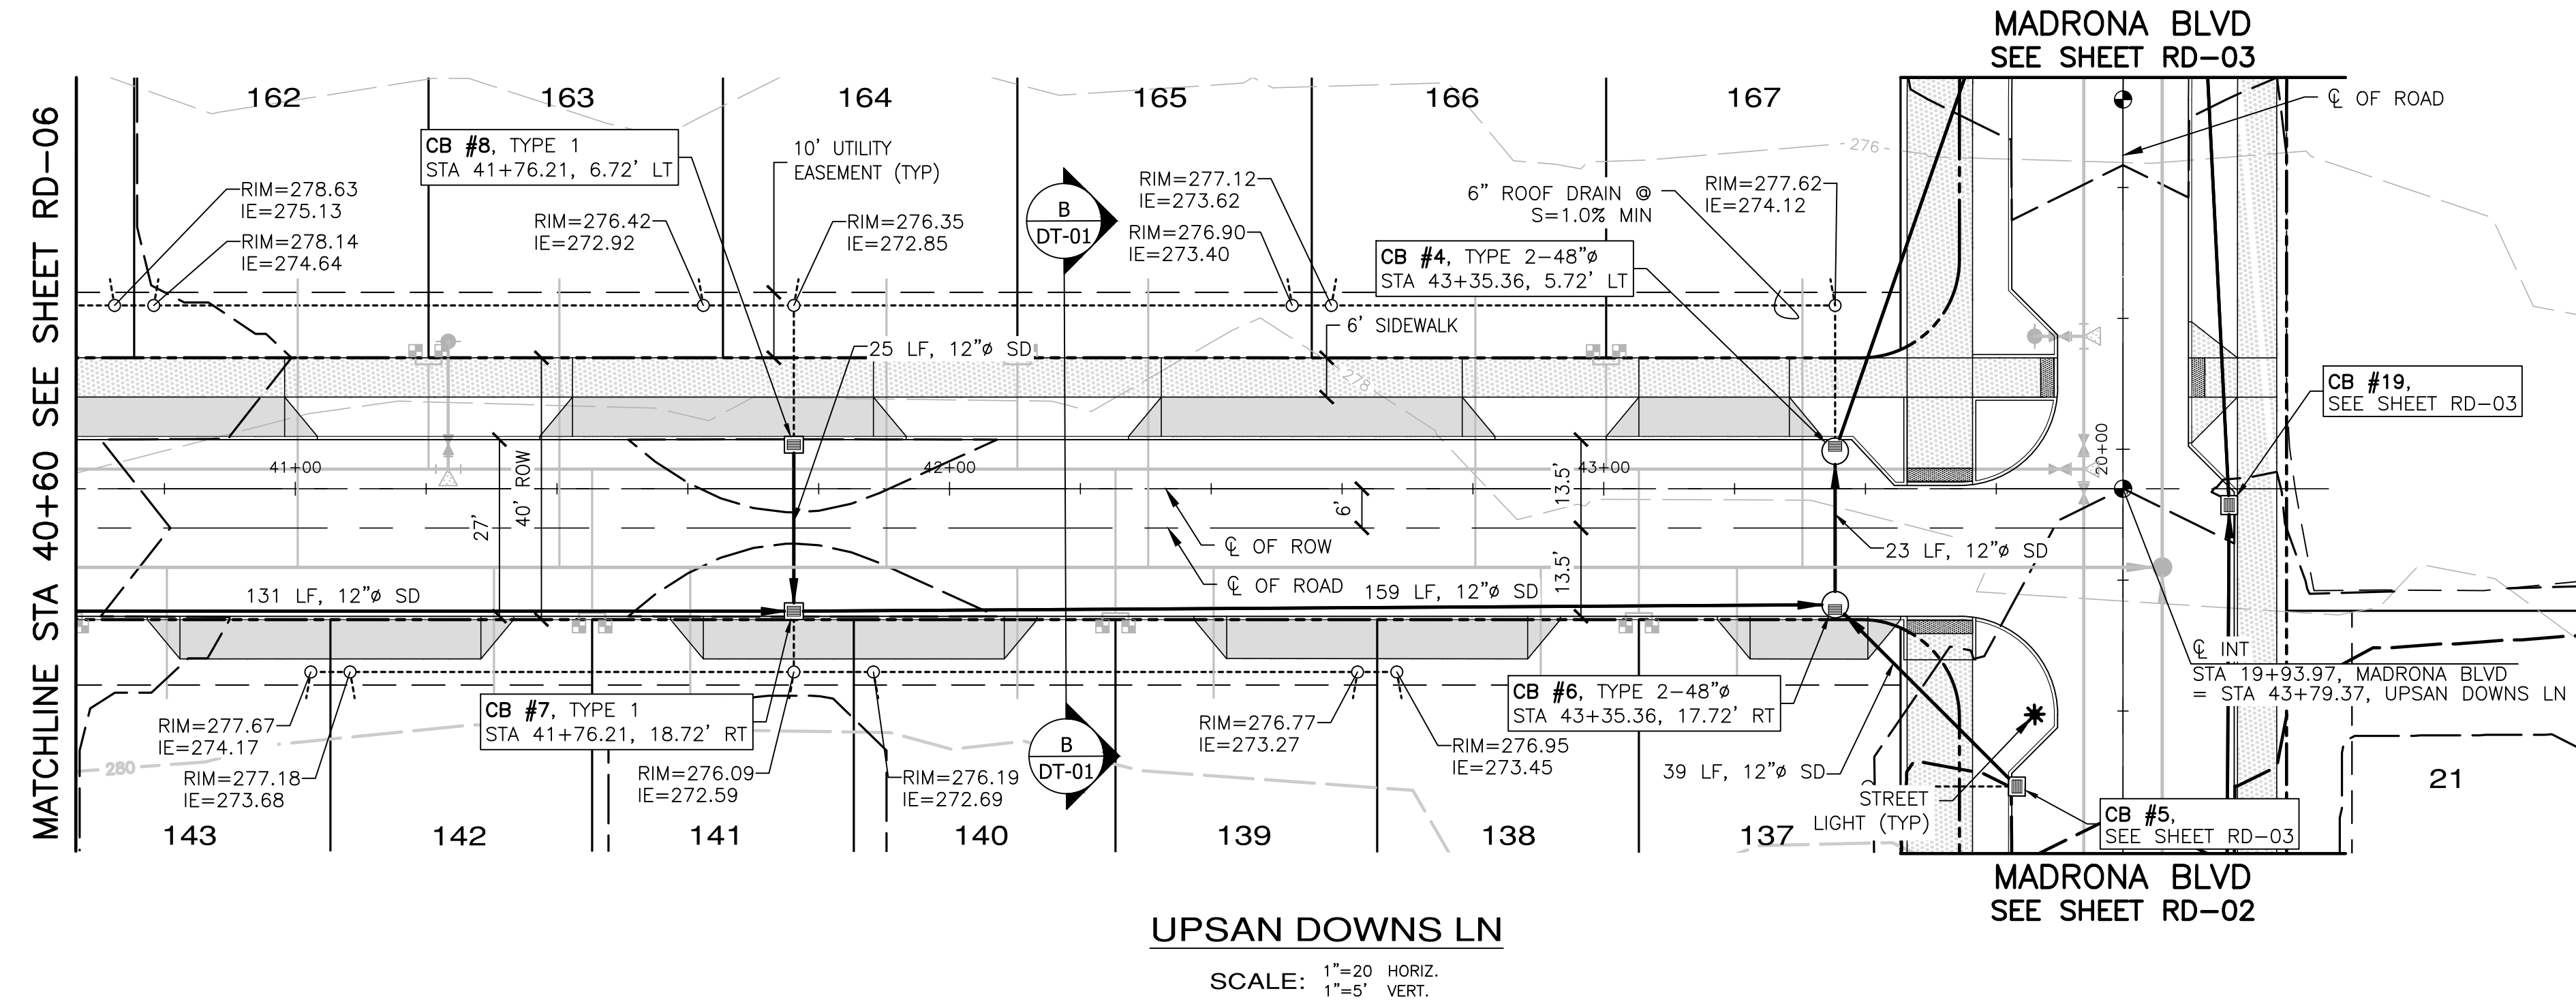 MADRONA BLVD
SEE SHEET RD-03
MATCHLINE STA 40+60 SEE SHEET RD-06
162
163
164
165
166
167
℄ OF ROAD
CB #8, TYPE 1
STA 41+76.21, 6.72' LT
10' UTILITY
EASEMENT (TYP)
276
RIM=278.63
IE=275.13
RIM=278.14
IE=274.64
RIM=276.42
IE=272.92
RIM=276.35
IE=272.85
B
DT-01
RIM=277.12
IE=273.62
RIM=276.90
IE=273.40
6" ROOF DRAIN @
S=1.0% MIN
RIM=277.62
IE=274.12
CB #4, TYPE 2-48"ø
STA 43+35.36, 5.72' LT
6' SIDEWALK
25 LF, 12"ø SD
278
CB #19,
SEE SHEET RD-03
41+00
42+00
43+00
20+00
27'
40' ROW
13.5'
6'
13.5'
℄ OF ROW
℄ OF ROAD
23 LF, 12"ø SD
131 LF, 12"ø SD
159 LF, 12"ø SD
℄ INT
STA 19+93.97, MADRONA BLVD
= STA 43+79.37, UPSAN DOWNS LN
CB #7, TYPE 1
STA 41+76.21, 18.72' RT
CB #6, TYPE 2-48"ø
STA 43+35.36, 17.72' RT
RIM=277.67
IE=274.17
280
RIM=277.18
IE=273.68
RIM=276.09
IE=272.59
RIM=276.19
IE=272.69
B
DT-01
RIM=276.77
IE=273.27
RIM=276.95
IE=273.45
39 LF, 12"ø SD
STREET
LIGHT (TYP)
CB #5,
SEE SHEET RD-03
21
143
142
141
140
139
138
137
MADRONA BLVD
SEE SHEET RD-02
UPSAN DOWNS LN
SCALE: 1"=20 HORIZ.
1"=5' VERT.